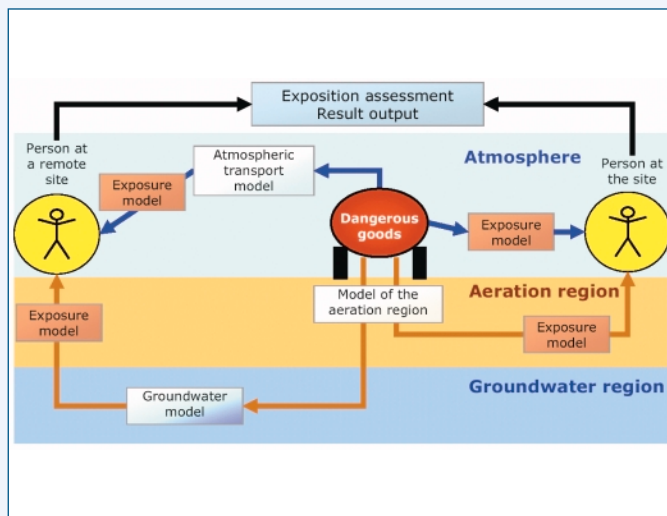 Exposition assessment
Result output
Person at
a remote
site
Atmospheric
transport
model
Atmosphere
Person at
the site
Exposure
model
Dangerous
goods
Exposure
model
Model of the
aeration region
Aeration region
Exposure
model
Exposure
model
Groundwater region
Groundwater
model